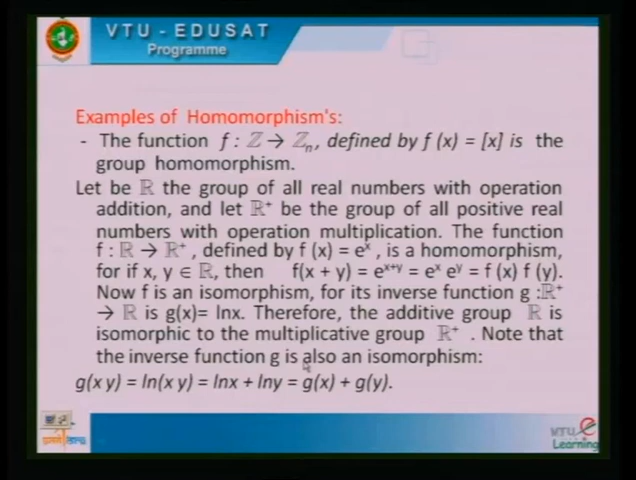 VTU - EDUSAT
Programme
Examples of Homomorphism's:
- The function f : ℤ → ℤₙ, defined by f (x) = [x] is the
group homomorphism.
Let be ℝ the group of all real numbers with operation
addition, and let ℝ⁺ be the group of all positive real
numbers with operation multiplication. The function
f : ℝ → ℝ⁺ , defined by f (x) = eˣ , is a homomorphism,
for if x, y ∈ ℝ, then f(x + y) = eˣ⁺ʸ = eˣ eʸ = f (x) f (y).
Now f is an isomorphism, for its inverse function g :ℝ⁺
→ ℝ is g(x)= lnx. Therefore, the additive group ℝ is
isomorphic to the multiplicative group ℝ⁺ . Note that
the inverse function g is also an isomorphism:
g(x y) = ln(x y) = lnx + lny = g(x) + g(y).
VTU e
Learning